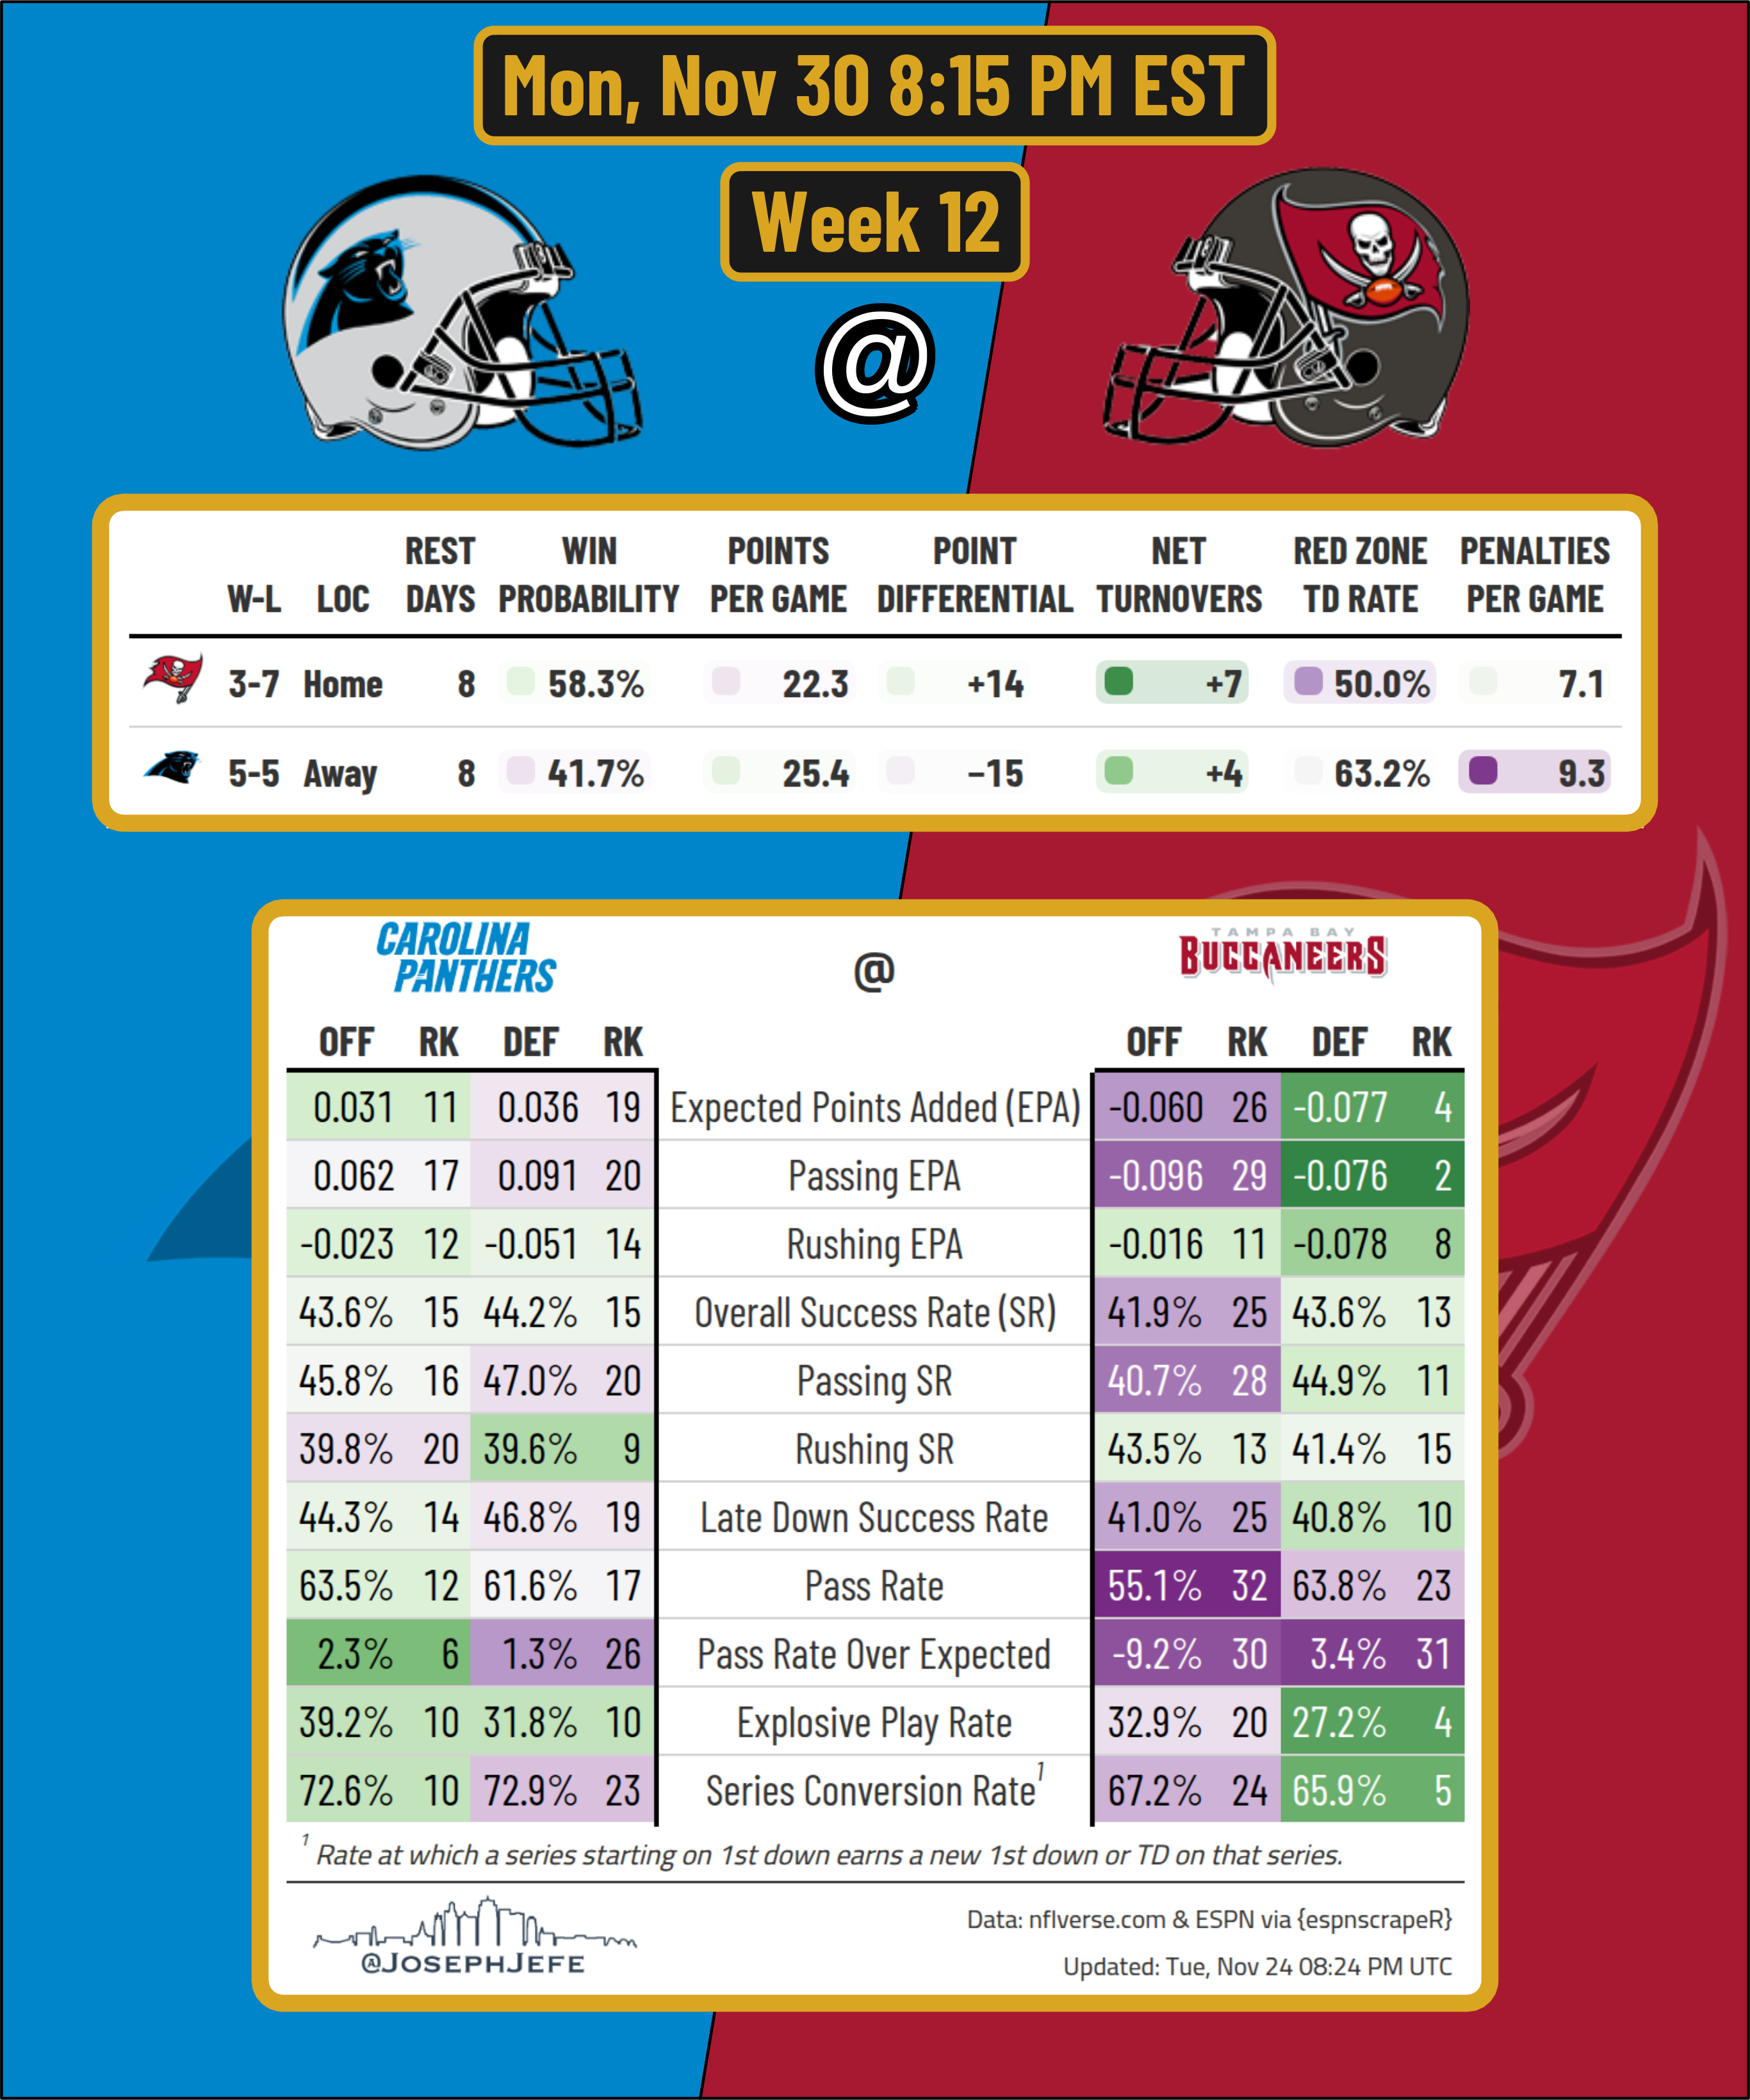 Mon, Nov 30 8:15 PM EST
Week 12
@
W-L LOC REST DAYS WIN PROBABILITY POINTS PER GAME POINT DIFFERENTIAL NET TURNOVERS RED ZONE TD RATE PENALTIES PER GAME
3-7 Home 8 58.3% 22.3 +14 +7 50.0% 7.1
5-5 Away 8 41.7% 25.4 −15 +4 63.2% 9.3
CAROLINA PANTHERS @ TAMPA BAY BUCCANEERS
OFF RK DEF RK OFF RK DEF RK
0.031 11 0.036 19 Expected Points Added (EPA) -0.060 26 -0.077 4
0.062 17 0.091 20 Passing EPA -0.096 29 -0.076 2
-0.023 12 -0.051 14 Rushing EPA -0.016 11 -0.078 8
43.6% 15 44.2% 15 Overall Success Rate (SR) 41.9% 25 43.6% 13
45.8% 16 47.0% 20 Passing SR 40.7% 28 44.9% 11
39.8% 20 39.6% 9 Rushing SR 43.5% 13 41.4% 15
44.3% 14 46.8% 19 Late Down Success Rate 41.0% 25 40.8% 10
63.5% 12 61.6% 17 Pass Rate 55.1% 32 63.8% 23
2.3% 6 1.3% 26 Pass Rate Over Expected -9.2% 30 3.4% 31
39.2% 10 31.8% 10 Explosive Play Rate 32.9% 20 27.2% 4
72.6% 10 72.9% 23 Series Conversion Rate¹ 67.2% 24 65.9% 5
¹ Rate at which a series starting on 1st down earns a new 1st down or TD on that series.
@JOSEPHJEFE
Data: nflverse.com & ESPN via {espnscrapeR}
Updated: Tue, Nov 24 08:24 PM UTC